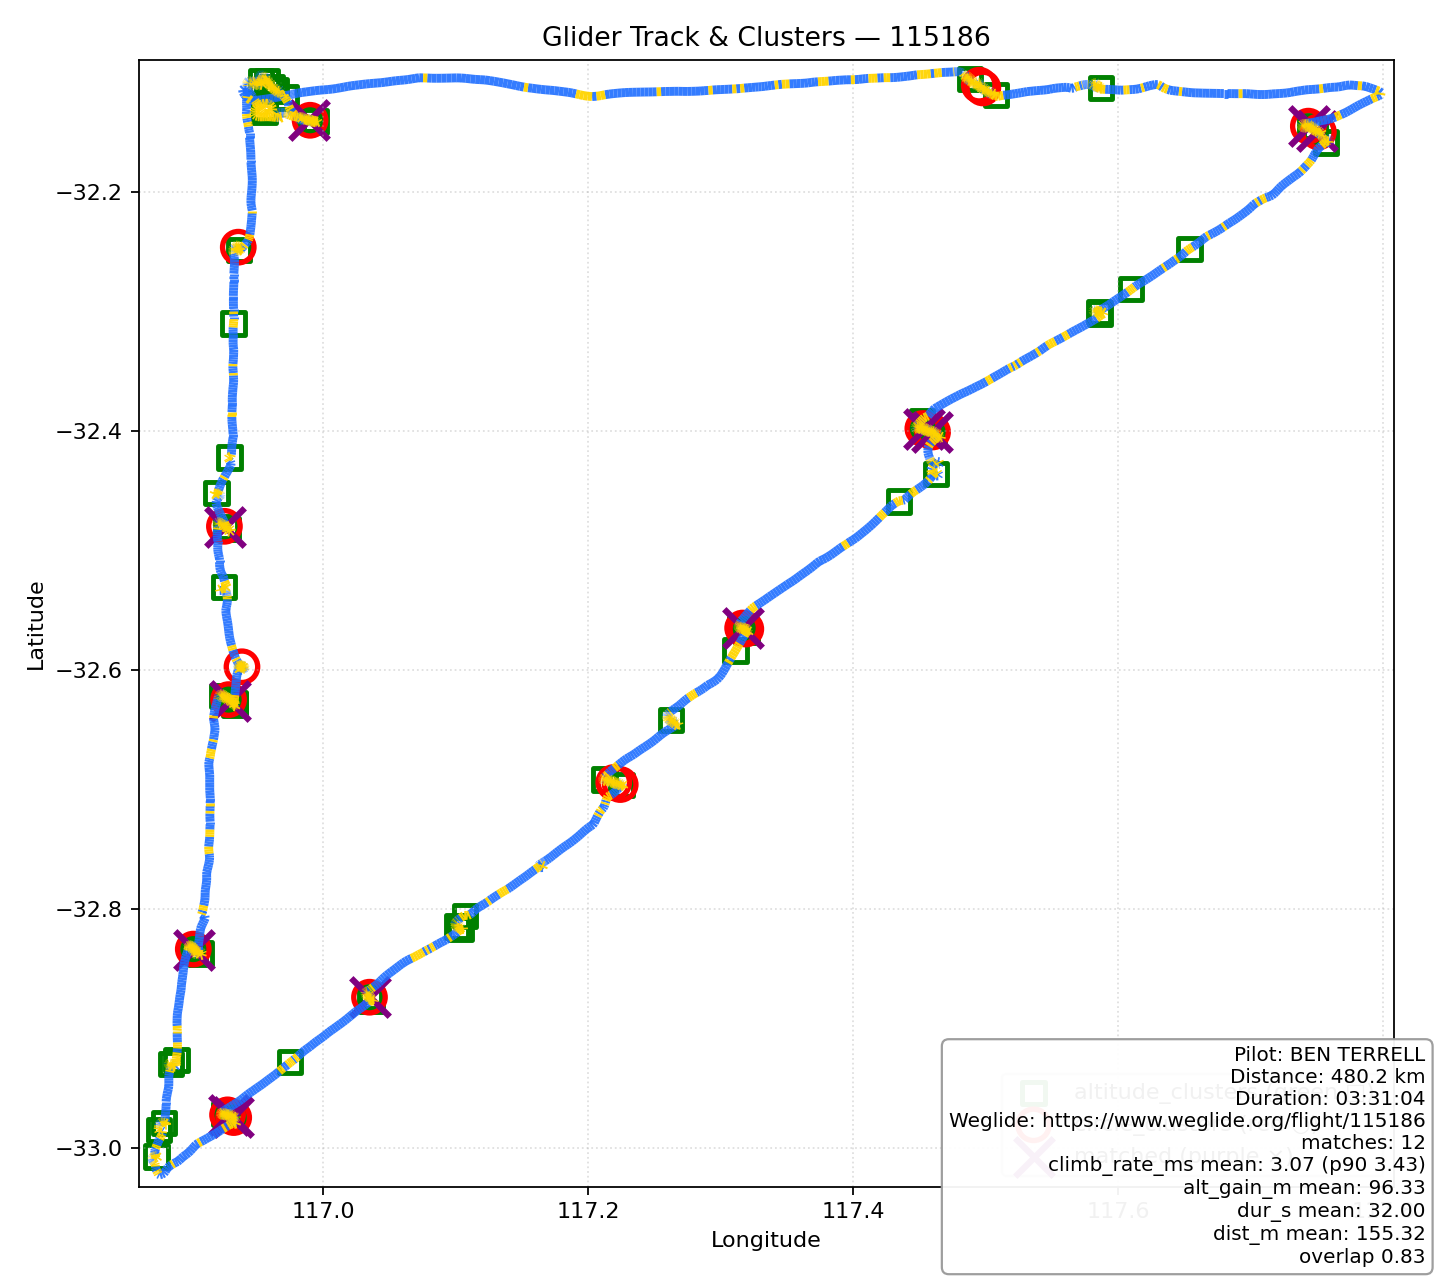 Glider Track & Clusters — 115186
−32.2
−32.4
−32.6
−32.8
−33.0
Latitude
117.0
117.2
117.4
117.6
Longitude
altitude_clusters
matched (purple
Pilot: BEN TERRELL
Distance: 480.2 km
Duration: 03:31:04
Weglide: https://www.weglide.org/flight/115186
matches: 12
climb_rate_ms mean: 3.07 (p90 3.43)
alt_gain_m mean: 96.33
dur_s mean: 32.00
dist_m mean: 155.32
overlap 0.83